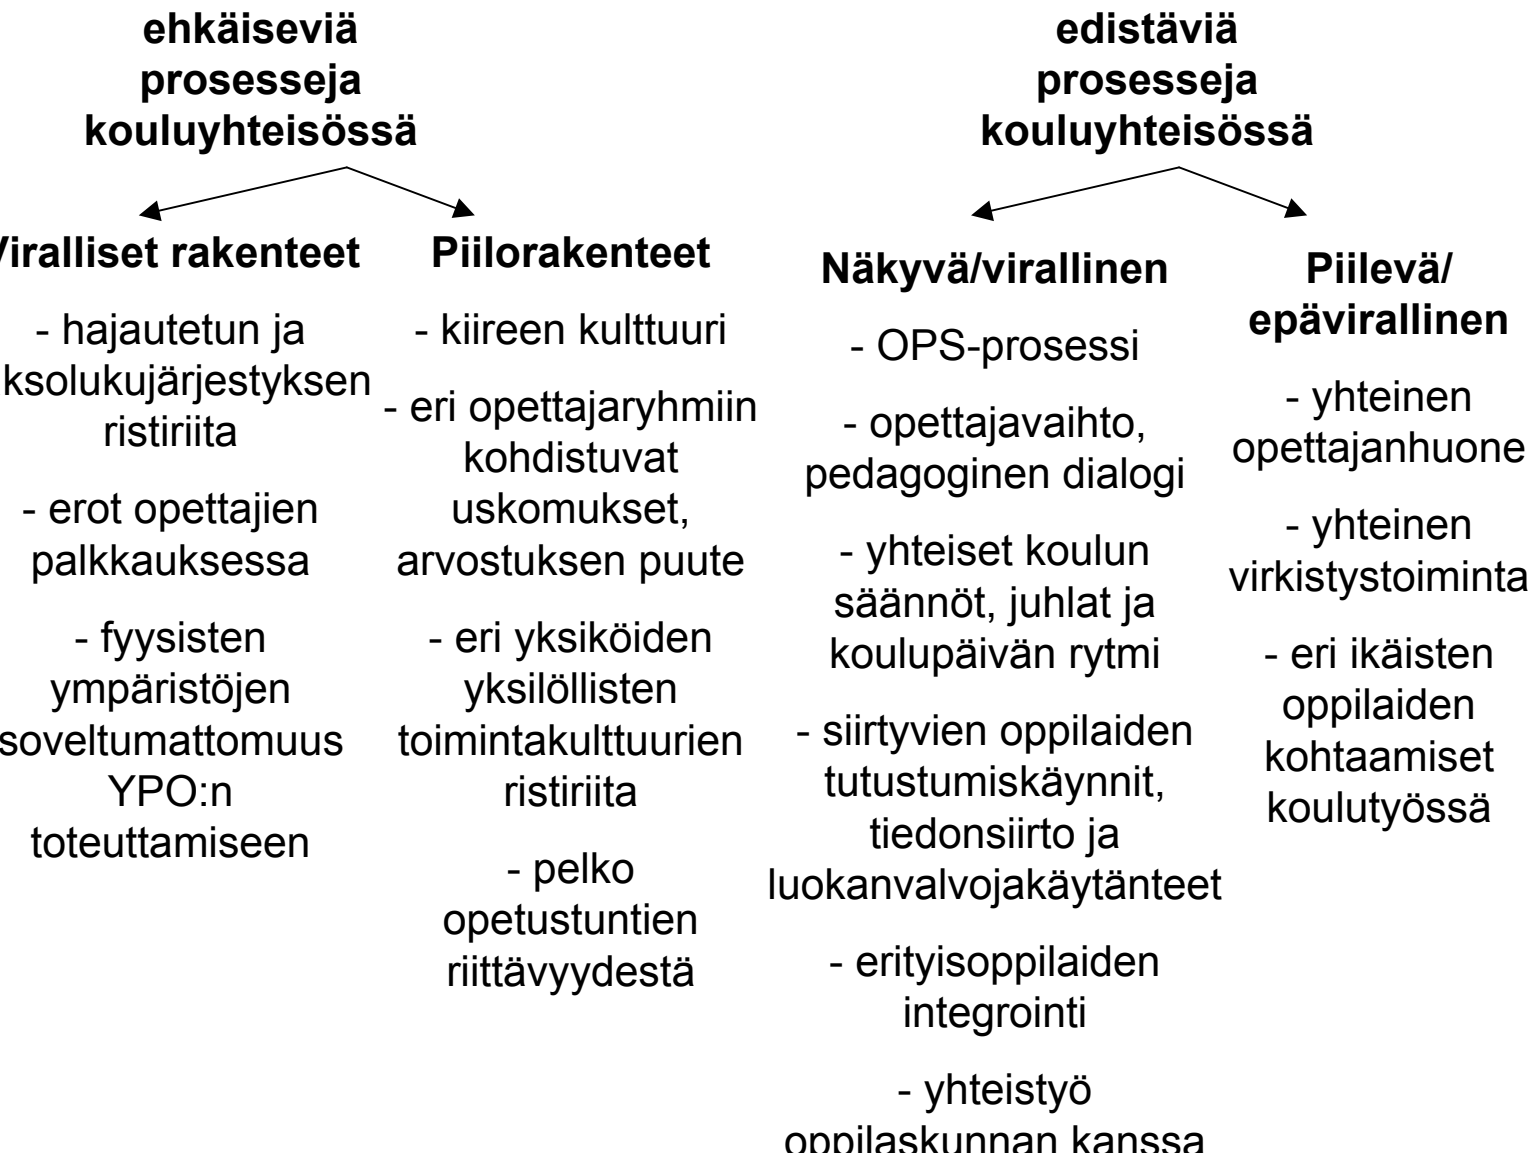 ehkäiseviä
prosesseja
kouluyhteisössä
Viralliset rakenteet
- hajautetun ja
ksolukujärjestyksen
ristiriita
- erot opettajien
palkkauksessa
- fyysisten
ympäristöjen
soveltumattomuus
YPO:n
toteuttamiseen
Piilorakenteet
- kiireen kulttuuri
- eri opettajaryhmiin
kohdistuvat
uskomukset,
arvostuksen puute
- eri yksiköiden
yksilöllisten
toimintakulttuurien
ristiriita
- pelko
opetustuntien
riittävyydestä
edistäviä
prosesseja
kouluyhteisössä
Näkyvä/virallinen
- OPS-prosessi
- opettajavaihto,
pedagoginen dialogi
- yhteiset koulun
säännöt, juhlat ja
koulupäivän rytmi
- siirtyvien oppilaiden
tutustumiskäynnit,
tiedonsiirto ja
luokanvalvojakäytänteet
- erityisoppilaiden
integrointi
- yhteistyö
oppilaskunnan kanssa
Piilevä/
epävirallinen
- yhteinen
opettajanhuone
- yhteinen
virkistystoiminta
- eri ikäisten
oppilaiden
kohtaamiset
koulutyössä